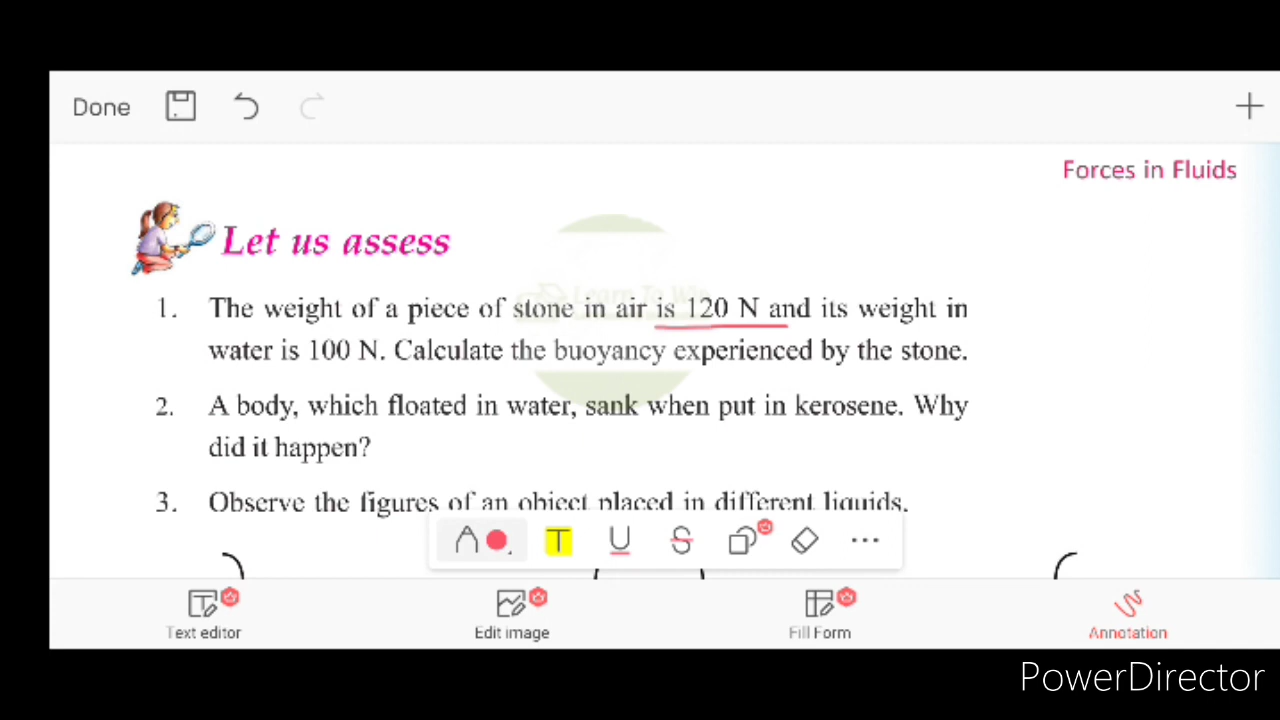 Done
Forces in Fluids
Let us assess
1. The weight of a piece of stone in air is 120 N and its weight in
water is 100 N. Calculate the buoyancy experienced by the stone.
2. A body, which floated in water, sank when put in kerosene. Why
did it happen?
3. Observe the figures of an object placed in different liquids.
T U S
Text editor
Edit image
Fill Form
Annotation
PowerDirector